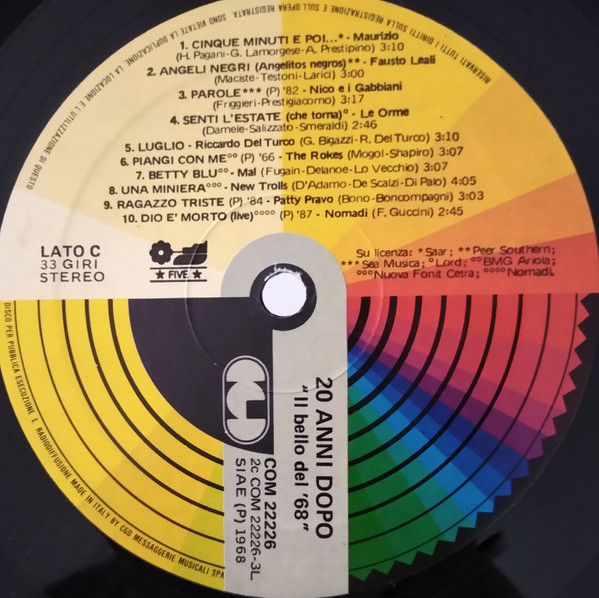 RISERVATI TUTTI I DIRITTI SULLA REGISTRAZIONE E SULL'OPERA REGISTRATA. SONO VIETATE LA DUPLICAZIONE, LA LOCAZIONE E L'UTILIZZAZIONE DI QUESTO
DISCO PER PUBBLICA ESECUZIONE E RADIODIFFUSIONE MADE IN ITALY BY CGD MESSAGGERIE MUSICALI SPA
1. CINQUE MINUTI E POI...* - Maurizio
(H. Pagani-G. Lamorgese-A. Prestipino) 3:10
2. ANGELI NEGRI (Angelitos negros)** - Fausto Leali
(Maciste-Testoni-Larici) 3:00
3. PAROLE*** (P) '82 - Nico e i Gabbiani
(Friggieri-Prestigiacomo) 3:17
4. SENTI L'ESTATE (che torna)° - Le Orme
(Damele-Salizzato-Smeraldi) 2:46
5. LUGLIO - Riccardo Del Turco (G. Bigazzi-R. Del Turco) 3:10
6. PIANGI CON ME°° (P) '66 - The Rokes (Mogol-Shapiro) 3:07
7. BETTY BLU°° - Mal (Fugain-Delanoe-Lo Vecchio) 3:07
8. UNA MINIERA°°° - New Trolls (D'Adamo-De Scalzi-Di Palo) 4:05
9. RAGAZZO TRISTE (P) '84 - Patty Pravo (Bono-Boncompagni) 3:03
10. DIO E' MORTO (live)°°°° (P) '87 - Nomadi (F. Guccini) 2:45
LATO C
33 GIRI
STEREO
FIVE
Su licenza: *Saar; **Peer Southern;
***Sea Musica; °Lord; °°BMG Ariola;
°°°Nuova Fonit Cetra; °°°°Nomadi.
20 ANNI DOPO
"Il bello del '68"
COM 22226
2c COM 22226-3L
SIAE (P) 1968